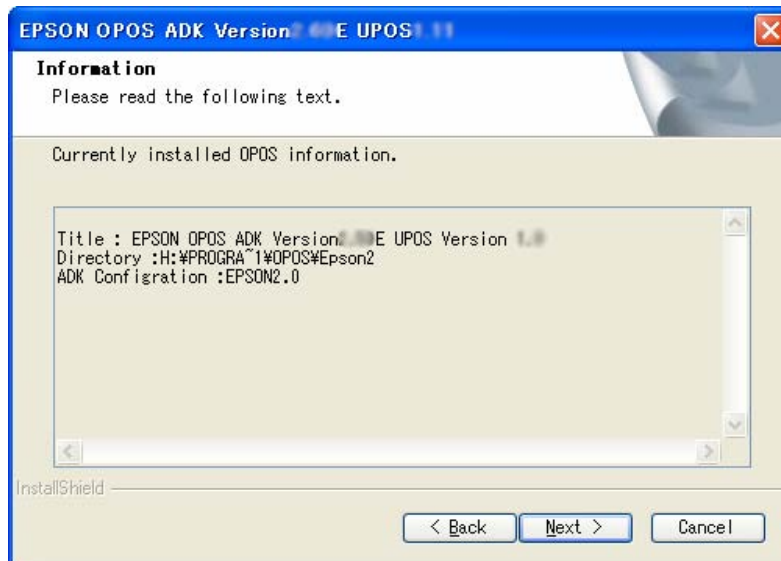 EPSON OPOS ADK Version E UPOS
Information
Please read the following text.
Currently installed OPOS information.
Title : EPSON OPOS ADK Version E UPOS Version
Directory :H:¥PROGRA~1¥OPOS¥Epson2
ADK Configration :EPSON2.0
InstallShield
< Back
Next >
Cancel